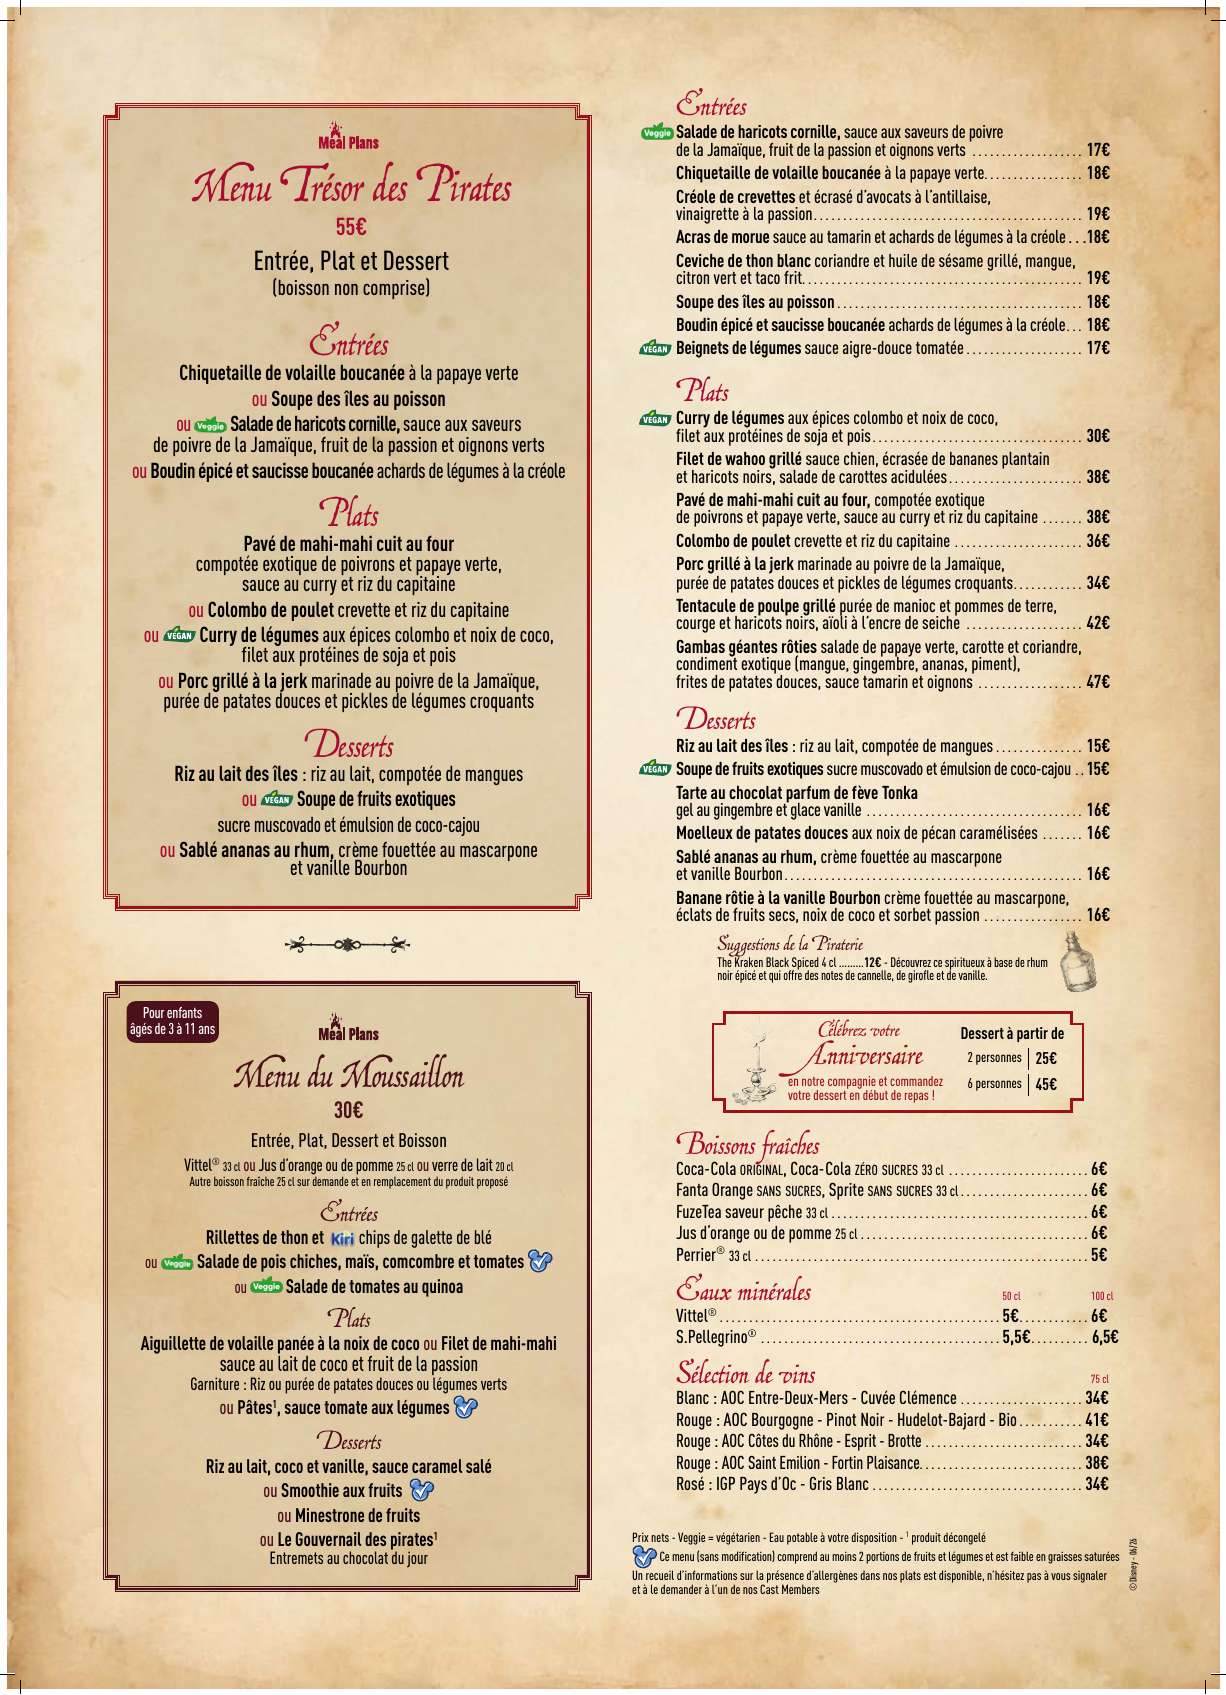 Meal Plans
Menu Trésor des Pirates
55€
Entrée, Plat et Dessert
(boisson non comprise)
Entrées
Chiquetaille de volaille boucanée à la papaye verte
ou Soupe des îles au poisson
ou Veggie Salade de haricots cornille, sauce aux saveurs
de poivre de la Jamaïque, fruit de la passion et oignons verts
ou Boudin épicé et saucisse boucanée achards de légumes à la créole
Plats
Pavé de mahi-mahi cuit au four
compotée exotique de poivrons et papaye verte,
sauce au curry et riz du capitaine
ou Colombo de poulet crevette et riz du capitaine
ou VEGAN Curry de légumes aux épices colombo et noix de coco,
filet aux protéines de soja et pois
ou Porc grillé à la jerk marinade au poivre de la Jamaïque,
purée de patates douces et pickles de légumes croquants
Desserts
Riz au lait des îles : riz au lait, compotée de mangues
ou VEGAN Soupe de fruits exotiques
sucre muscovado et émulsion de coco-cajou
ou Sablé ananas au rhum, crème fouettée au mascarpone
et vanille Bourbon
Pour enfants
âgés de 3 à 11 ans
Meal Plans
Menu du Moussaillon
30€
Entrée, Plat, Dessert et Boisson
Vittel® 33 cl ou Jus d'orange ou de pomme 25 cl ou verre de lait 20 cl
Autre boisson fraîche 25 cl sur demande et en remplacement du produit proposé
Entrées
Rillettes de thon et Kiri chips de galette de blé
ou Veggie Salade de pois chiches, maïs, comcombre et tomates
ou Veggie Salade de tomates au quinoa
Plats
Aiguillette de volaille panée à la noix de coco ou Filet de mahi-mahi
sauce au lait de coco et fruit de la passion
Garniture : Riz ou purée de patates douces ou légumes verts
ou Pâtes¹, sauce tomate aux légumes
Desserts
Riz au lait, coco et vanille, sauce caramel salé
ou Smoothie aux fruits
ou Minestrone de fruits
ou Le Gouvernail des pirates¹
Entremets au chocolat du jour
Entrées
Veggie Salade de haricots cornille, sauce aux saveurs de poivre
de la Jamaïque, fruit de la passion et oignons verts ................... 17€
Chiquetaille de volaille boucanée à la papaye verte................. 18€
Créole de crevettes et écrasé d'avocats à l'antillaise,
vinaigrette à la passion.............................................. 19€
Acras de morue sauce au tamarin et achards de légumes à la créole ...18€
Ceviche de thon blanc coriandre et huile de sésame grillé, mangue,
citron vert et taco frit................................................ 19€
Soupe des îles au poisson .......................................... 18€
Boudin épicé et saucisse boucanée achards de légumes à la créole... 18€
VEGAN Beignets de légumes sauce aigre-douce tomatée .................... 17€
Plats
VEGAN Curry de légumes aux épices colombo et noix de coco,
filet aux protéines de soja et pois .................................... 30€
Filet de wahoo grillé sauce chien, écrasée de bananes plantain
et haricots noirs, salade de carottes acidulées ....................... 38€
Pavé de mahi-mahi cuit au four, compotée exotique
de poivrons et papaye verte, sauce au curry et riz du capitaine ....... 38€
Colombo de poulet crevette et riz du capitaine ...................... 36€
Porc grillé à la jerk marinade au poivre de la Jamaïque,
purée de patates douces et pickles de légumes croquants............ 34€
Tentacule de poulpe grillé purée de manioc et pommes de terre,
courge et haricots noirs, aïoli à l'encre de seiche .................... 42€
Gambas géantes rôties salade de papaye verte, carotte et coriandre,
condiment exotique (mangue, gingembre, ananas, piment),
frites de patates douces, sauce tamarin et oignons .................. 47€
Desserts
Riz au lait des îles : riz au lait, compotée de mangues ............... 15€
VEGAN Soupe de fruits exotiques sucre muscovado et émulsion de coco-cajou ..15€
Tarte au chocolat parfum de fève Tonka
gel au gingembre et glace vanille ..................................... 16€
Moelleux de patates douces aux noix de pécan caramélisées ....... 16€
Sablé ananas au rhum, crème fouettée au mascarpone
et vanille Bourbon................................................... 16€
Banane rôtie à la vanille Bourbon crème fouettée au mascarpone,
éclats de fruits secs, noix de coco et sorbet passion ................. 16€
Suggestions de la Piraterie
The Kraken Black Spiced 4 cl .........12€ - Découvrez ce spiritueux à base de rhum
noir épicé et qui offre des notes de cannelle, de girofle et de vanille.
Célébrez votre
Anniversaire
en notre compagnie et commandez
votre dessert en début de repas !
Dessert à partir de
2 personnes 25€
6 personnes 45€
Boissons fraîches
Coca-Cola ORIGINAL, Coca-Cola ZÉRO SUCRES 33 cl ........................ 6€
Fanta Orange SANS SUCRES, Sprite SANS SUCRES 33 cl...................... 6€
FuzeTea saveur pêche 33 cl ............................................ 6€
Jus d'orange ou de pomme 25 cl ....................................... 6€
Perrier® 33 cl ......................................................... 5€
Eaux minérales 50 cl 100 cl
Vittel® ................................................ 5€............ 6€
S.Pellegrino® ......................................... 5,5€.......... 6,5€
Sélection de vins 75 cl
Blanc : AOC Entre-Deux-Mers - Cuvée Clémence ..................... 34€
Rouge : AOC Bourgogne - Pinot Noir - Hudelot-Bajard - Bio ........... 41€
Rouge : AOC Côtes du Rhône - Esprit - Brotte ........................... 34€
Rouge : AOC Saint Emilion - Fortin Plaisance............................ 38€
Rosé : IGP Pays d'Oc - Gris Blanc .................................... 34€
Prix nets - Veggie = végétarien - Eau potable à votre disposition - ¹ produit décongelé
Ce menu (sans modification) comprend au moins 2 portions de fruits et légumes et est faible en graisses saturées
Un recueil d'informations sur la présence d'allergènes dans nos plats est disponible, n'hésitez pas à vous signaler
et à le demander à l'un de nos Cast Members
© Disney - 06/26